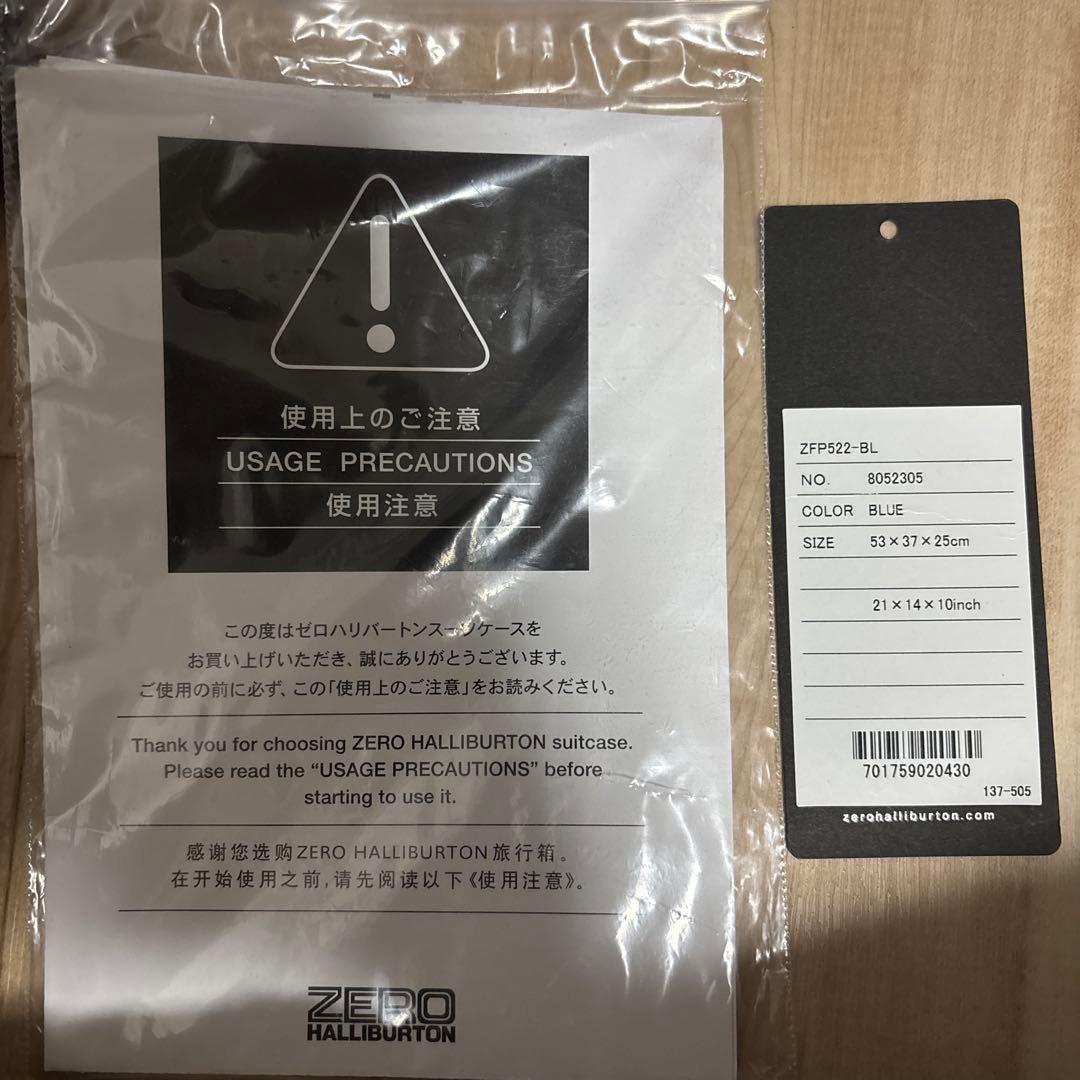 使用上のご注意
USAGE PRECAUTIONS
使用注意
この度はゼロハリバートンスーツケースを
お買い上げいただき、誠にありがとうございます。
ご使用の前に必ず、この「使用上のご注意」をお読みください。
Thank you for choosing ZERO HALLIBURTON suitcase.
Please read the “USAGE PRECAUTIONS” before
starting to use it.
感谢您选购ZERO HALLIBURTON旅行箱。
在开始使用之前,请先阅读以下《使用注意》。
ZERO
HALLIBURTON
ZFP522-BL
NO. 8052305
COLOR BLUE
SIZE 53×37×25cm
21×14×10inch
701759020430
137-505
zerohalliburton.com